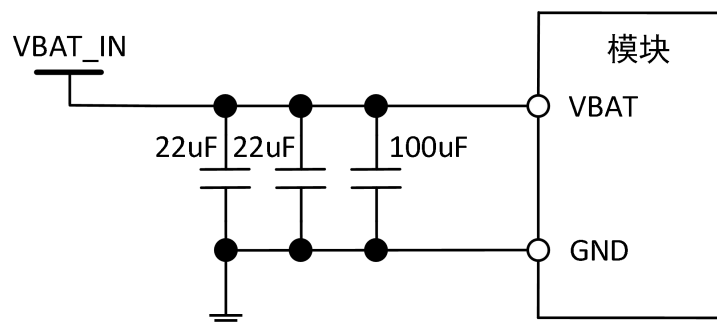 模块
VBAT_IN
VBAT
22uF 22uF 100uF
GND